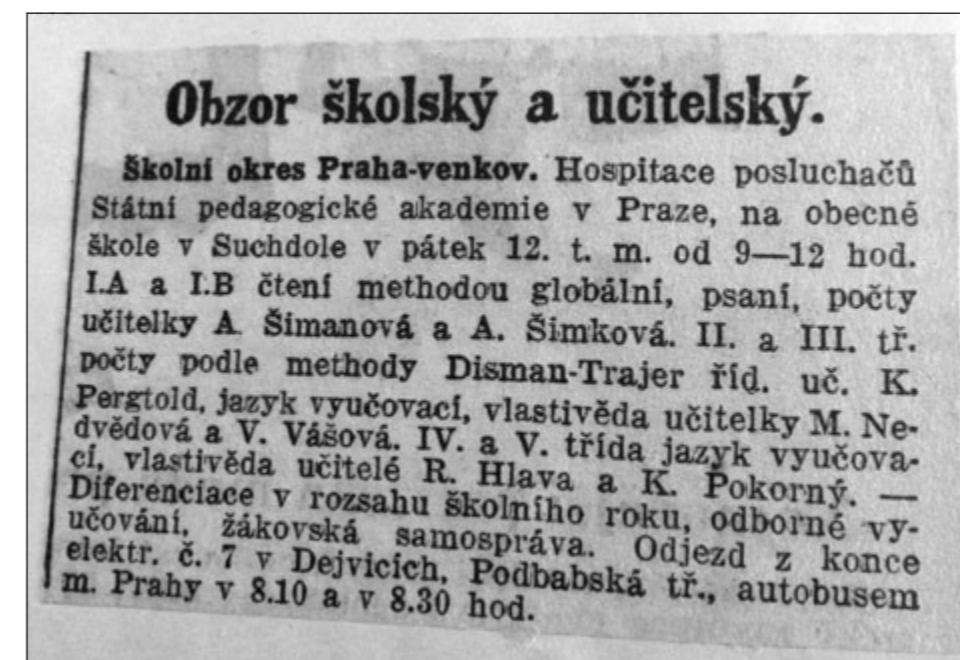 Obzor školský a učitelský.
Školní okres Praha-venkov. Hospitace posluchačů
Státní pedagogické akademie v Praze, na obecné
škole v Suchdole v pátek 12. t. m. od 9—12 hod.
I.A a I.B čtení methodou globální, psaní, počty
učitelky A. Šimanová a A. Šimková. II. a III. tř.
počty podle methody Disman-Trajer říd. uč. K.
Pergtold, jazyk vyučovací, vlastivěda učitelky M. Ne-
dvědová a V. Vášová. IV. a V. třída jazyk vyučova-
cí, vlastivěda učitelé R. Hlava a K. Pokorný. —
Diferenciace v rozsahu školního roku, odborné vy-
učování, žákovská samospráva. Odjezd z konce
elektr. č. 7 v Dejvicích, Podbabská tř., autobusem
m. Prahy v 8.10 a v 8.30 hod.